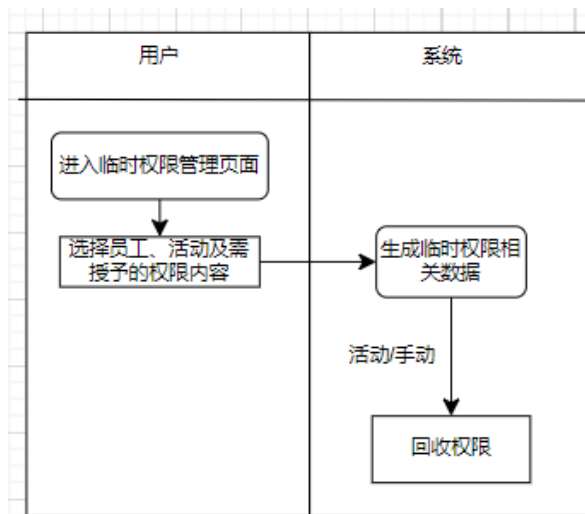 用户
系统
进入临时权限管理页面
选择员工、活动及需
授予的权限内容
生成临时权限相
关数据
活动/手动
回收权限